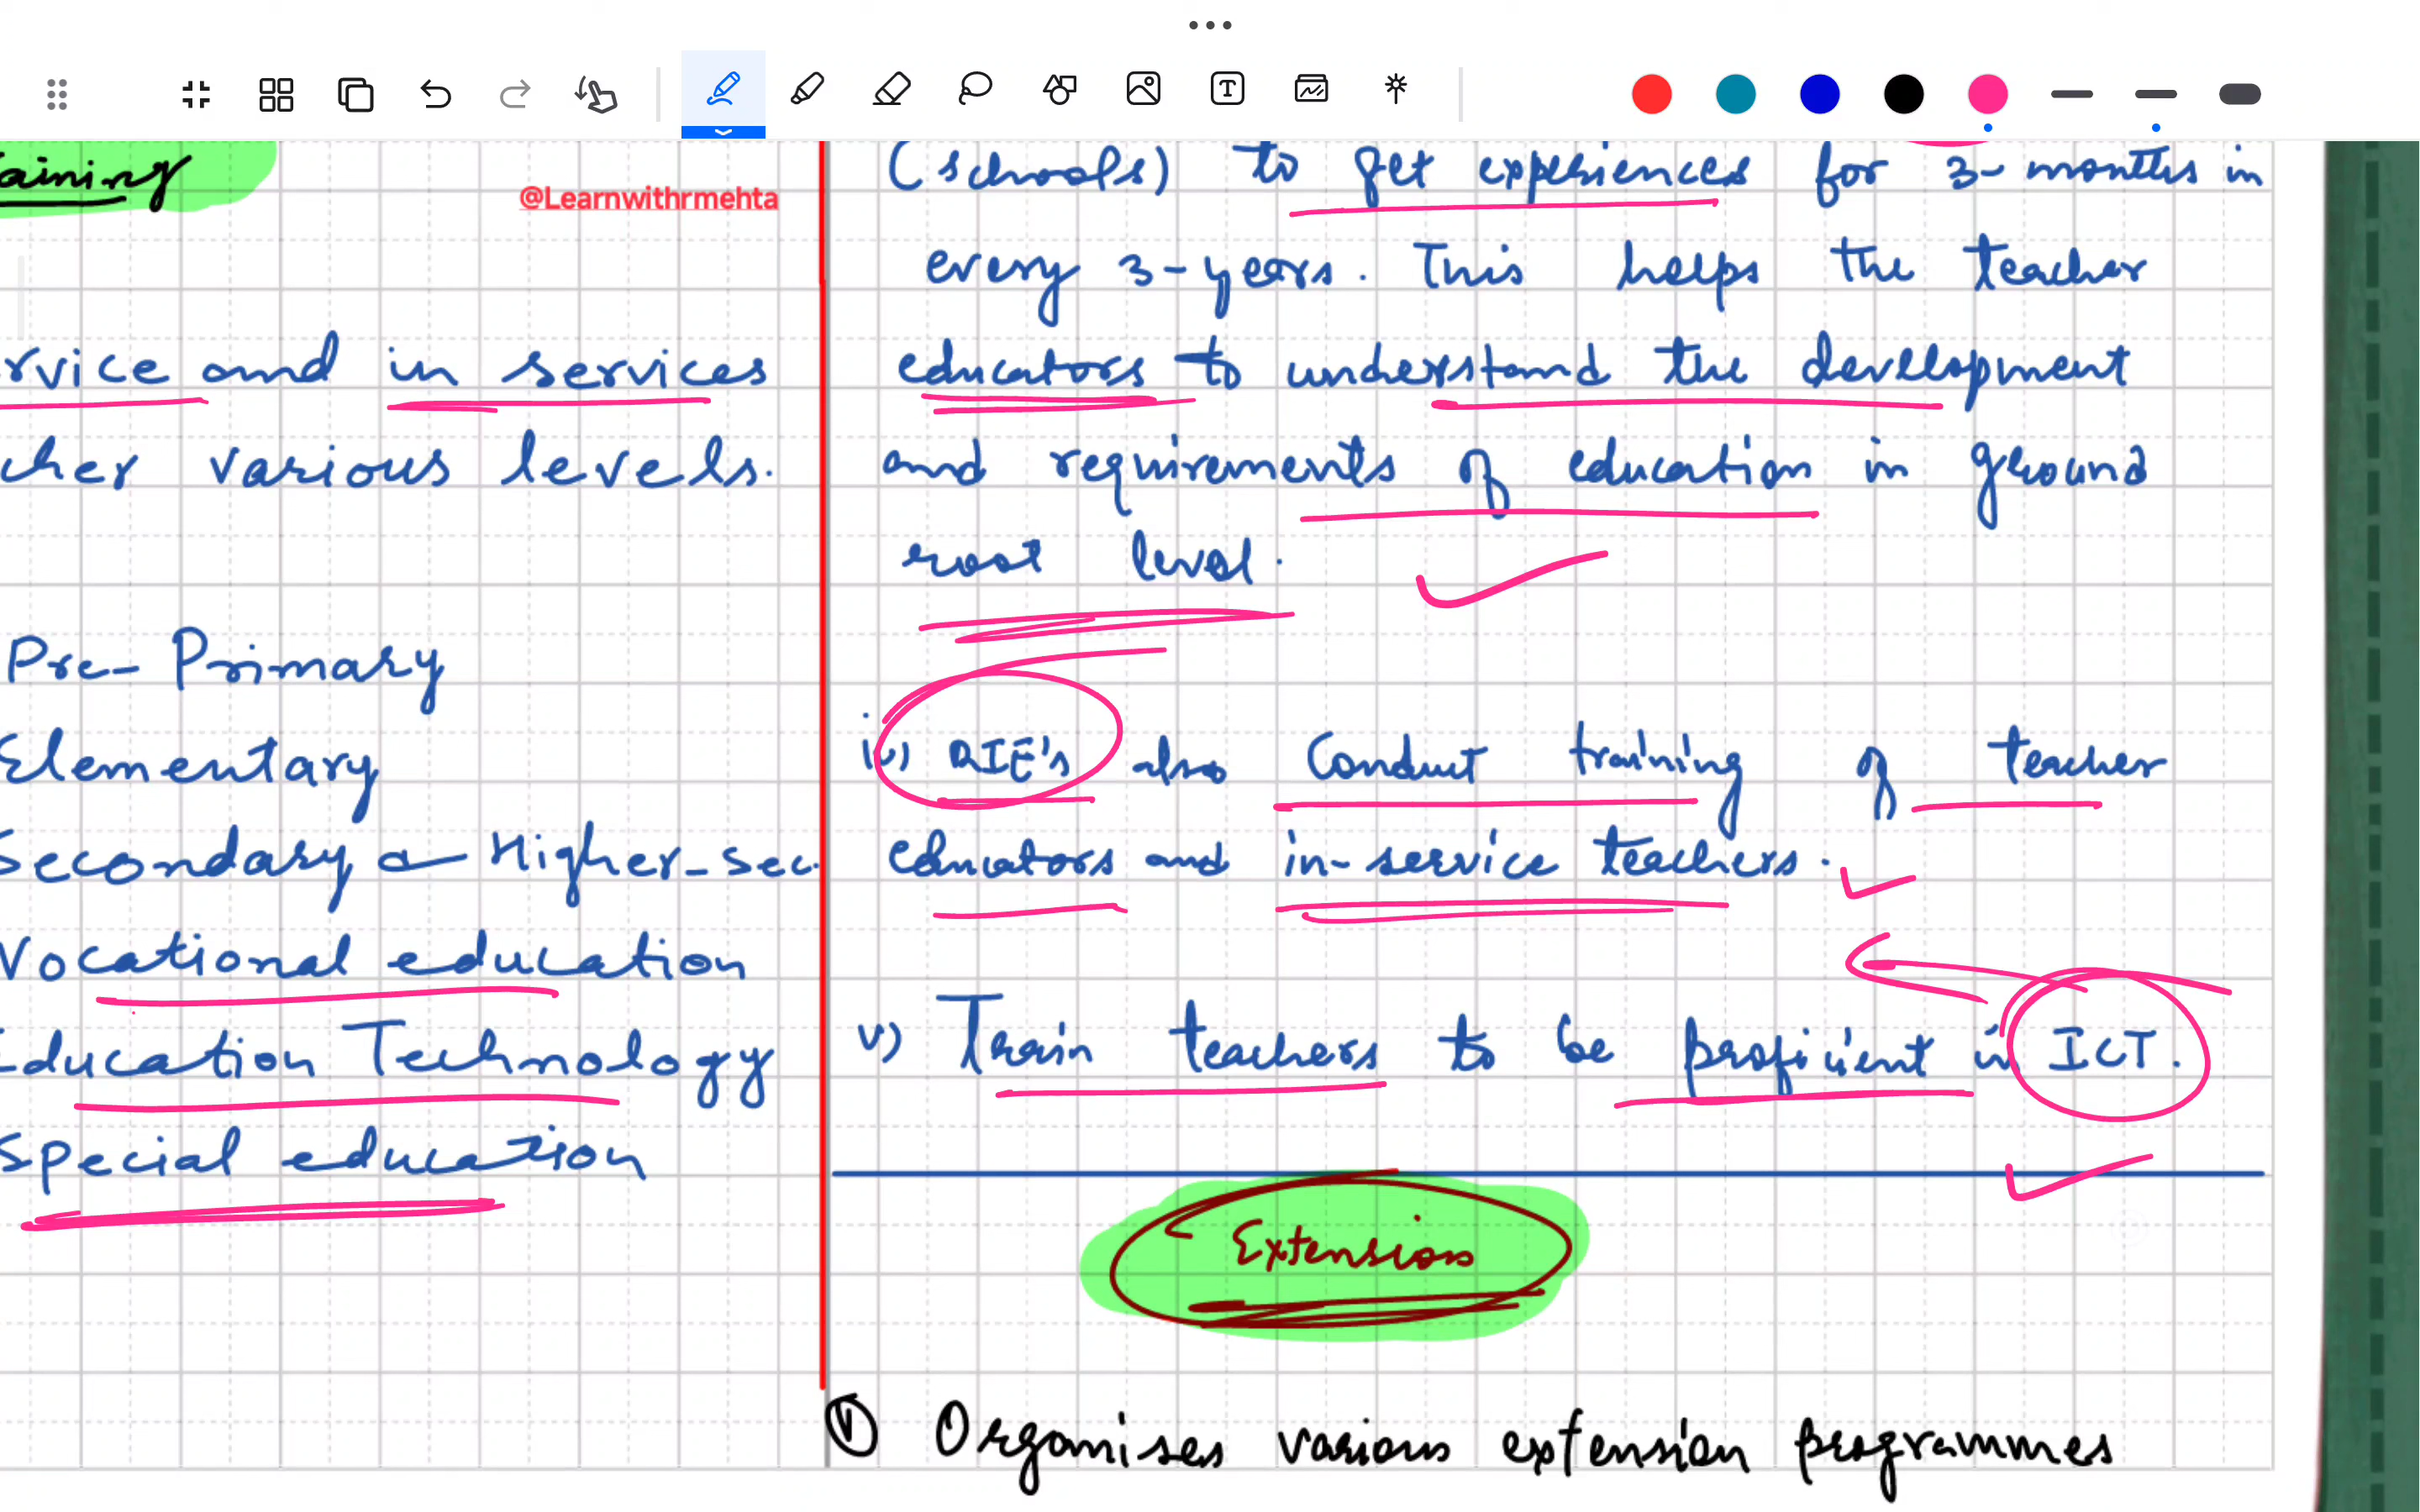 aining
@Learnwithrmehta
rvice and in services
cher various levels.
Pre-Primary
Elementary
Secondary & Higher-sec.
Vocational education
Education Technology
Special education
(schools) to get experiences for 3-months in
every 3-years. This helps the teacher
educators to understand the development
and requirements of education in ground
root level.
iv) RIE's also Conduct training of teacher
educators and in-service teachers.
v) Train teachers to be proficient in ICT.
Extension
① Organises various extension programmes